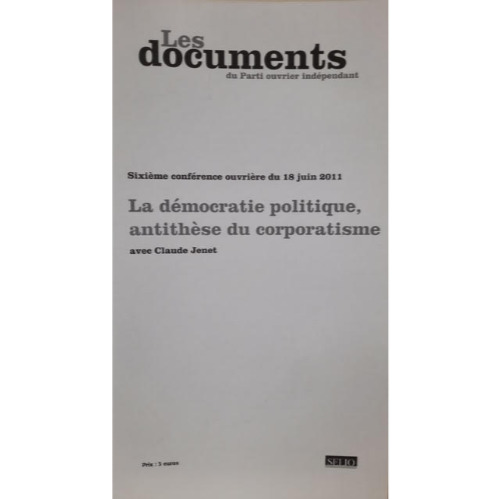 Les
documents
du Parti ouvrier indépendant
Sixième conférence ouvrière du 18 juin 2011
La démocratie politique,
antithèse du corporatisme
avec Claude Jenet
Prix : 3 euros
SELIO